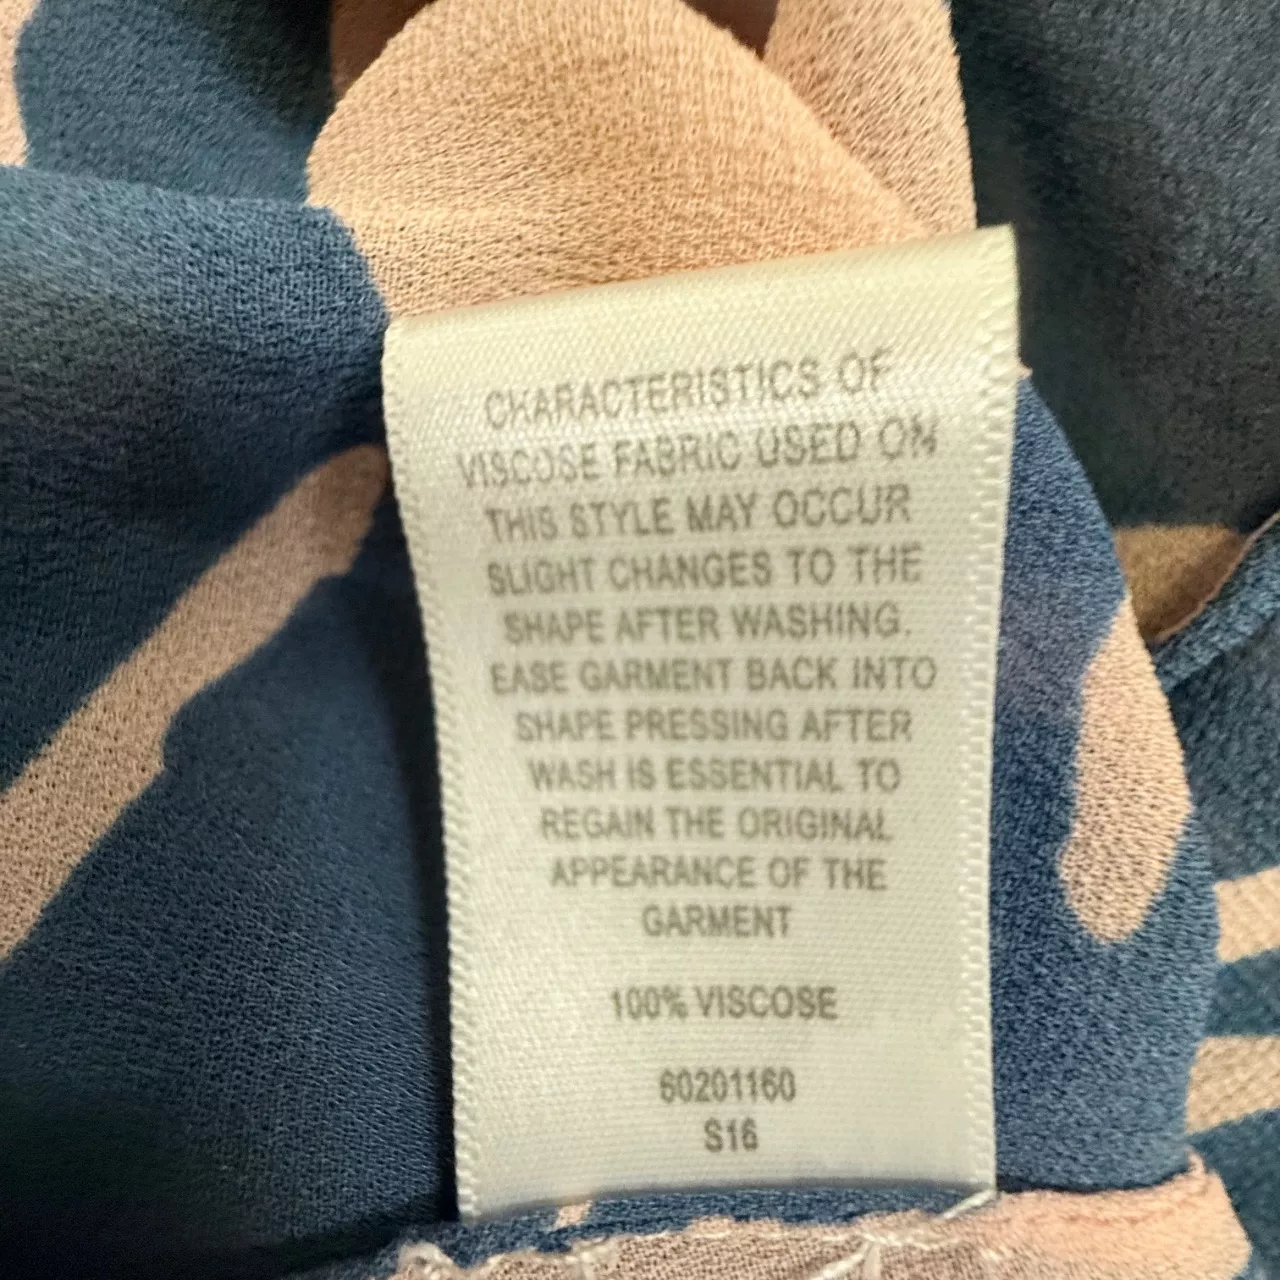 CHARACTERISTICS OF
VISCOSE FABRIC USED ON
THIS STYLE MAY OCCUR
SLIGHT CHANGES TO THE
SHAPE AFTER WASHING.
EASE GARMENT BACK INTO
SHAPE PRESSING AFTER
WASH IS ESSENTIAL TO
REGAIN THE ORIGINAL
APPEARANCE OF THE
GARMENT
100% VISCOSE
60201160
S16